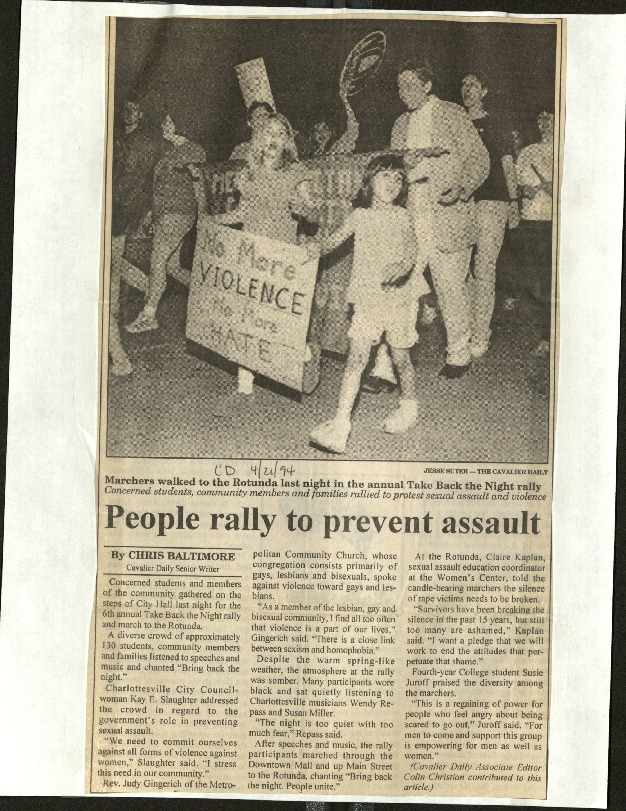 No More
VIOLENCE
No More
HATE
CD 4/21/94
JESSE SUTER — THE CAVALIER DAILY
Marchers walked to the Rotunda last night in the annual Take Back the Night rally
Concerned students, community members and families rallied to protest sexual assault and violence
People rally to prevent assault
By CHRIS BALTIMORE
Cavalier Daily Senior Writer
Concerned students and members
of the community gathered on the
steps of City Hall last night for the
6th annual Take Back the Night rally
and march to the Rotunda.
A diverse crowd of approximately
130 students, community members
and families listened to speeches and
music and chanted "Bring back the
night."
Charlottesville City Council-
woman Kay E. Slaughter addressed
the crowd in regard to the
government's role in preventing
sexual assault.
"We need to commit ourselves
against all forms of violence against
women," Slaughter said. "I stress
this need in our community."
Rev. Judy Gingerich of the Metro-
politan Community Church, whose
congregation consists primarily of
gays, lesbians and bisexuals, spoke
against violence toward gays and les-
bians.
"As a member of the lesbian, gay and
bisexual community, I find all too often
that violence is a part of our lives,"
Gingerich said. "There is a close link
between sexism and homophobia."
Despite the warm spring-like
weather, the atmosphere at the rally
was somber. Many participants wore
black and sat quietly listening to
Charlottesville musicians Wendy Re-
pass and Susan Miller.
"The night is too quiet with too
much fear," Repass said.
After speeches and music, the rally
participants marched through the
Downtown Mall and up Main Street
to the Rotunda, chanting "Bring back
the night. People unite."
At the Rotunda, Claire Kaplan,
sexual assault education coordinator
at the Women's Center, told the
candle-bearing marchers the silence
of rape victims needs to be broken.
"Survivors have been breaking the
silence in the past 15 years, but still
too many are ashamed," Kaplan
said. "I want a pledge that we will
work to end the attitudes that per-
petuate that shame."
Fourth-year College student Susie
Juroff praised the diversity among
the marchers.
"This is a regaining of power for
people who feel angry about being
scared to go out," Juroff said. "For
men to come and support this group
is empowering for men as well as
women."
(Cavalier Daily Associate Editor
Colin Christian contributed to this
article.)